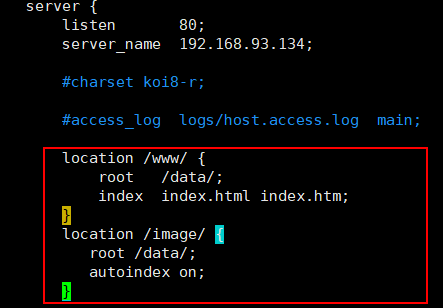 server {
listen       80;
server_name  192.168.93.134;
#charset koi8-r;
#access_log  logs/host.access.log  main;
location /www/ {
root   /data/;
index  index.html index.htm;
}
location /image/ {
root /data/;
autoindex on;
}